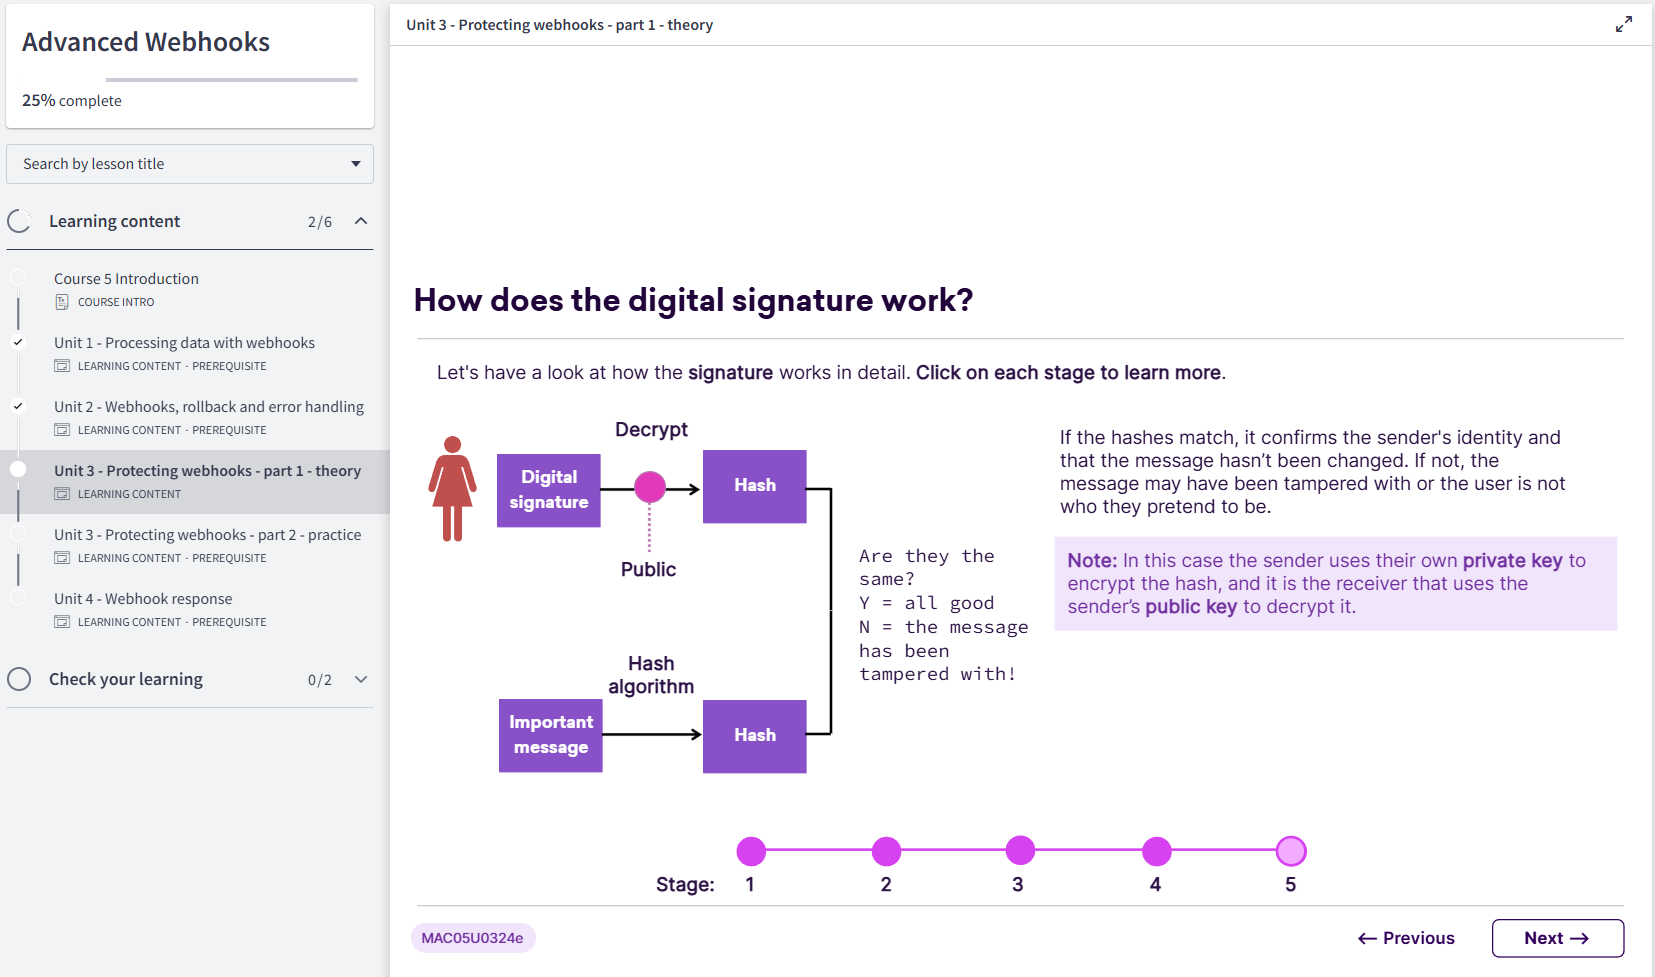 Advanced Webhooks
25% complete
Search by lesson title
Learning content 2/6
Course 5 Introduction
COURSE INTRO
Unit 1 - Processing data with webhooks
LEARNING CONTENT · PREREQUISITE
Unit 2 - Webhooks, rollback and error handling
LEARNING CONTENT · PREREQUISITE
Unit 3 - Protecting webhooks - part 1 - theory
LEARNING CONTENT
Unit 3 - Protecting webhooks - part 2 - practice
LEARNING CONTENT · PREREQUISITE
Unit 4 - Webhook response
LEARNING CONTENT · PREREQUISITE
Check your learning 0/2
Unit 3 - Protecting webhooks - part 1 - theory
How does the digital signature work?
Let's have a look at how the signature works in detail. Click on each stage to learn more.
Decrypt
Digital
signature
Hash
Public
Are they the
same?
Y = all good
N = the message
has been
tampered with!
Hash
algorithm
Important
message
Hash
If the hashes match, it confirms the sender's identity and
that the message hasn’t been changed. If not, the
message may have been tampered with or the user is not
who they pretend to be.
Note: In this case the sender uses their own private key to
encrypt the hash, and it is the receiver that uses the
sender’s public key to decrypt it.
Stage: 1 2 3 4 5
MAC05U0324e
← Previous
Next →